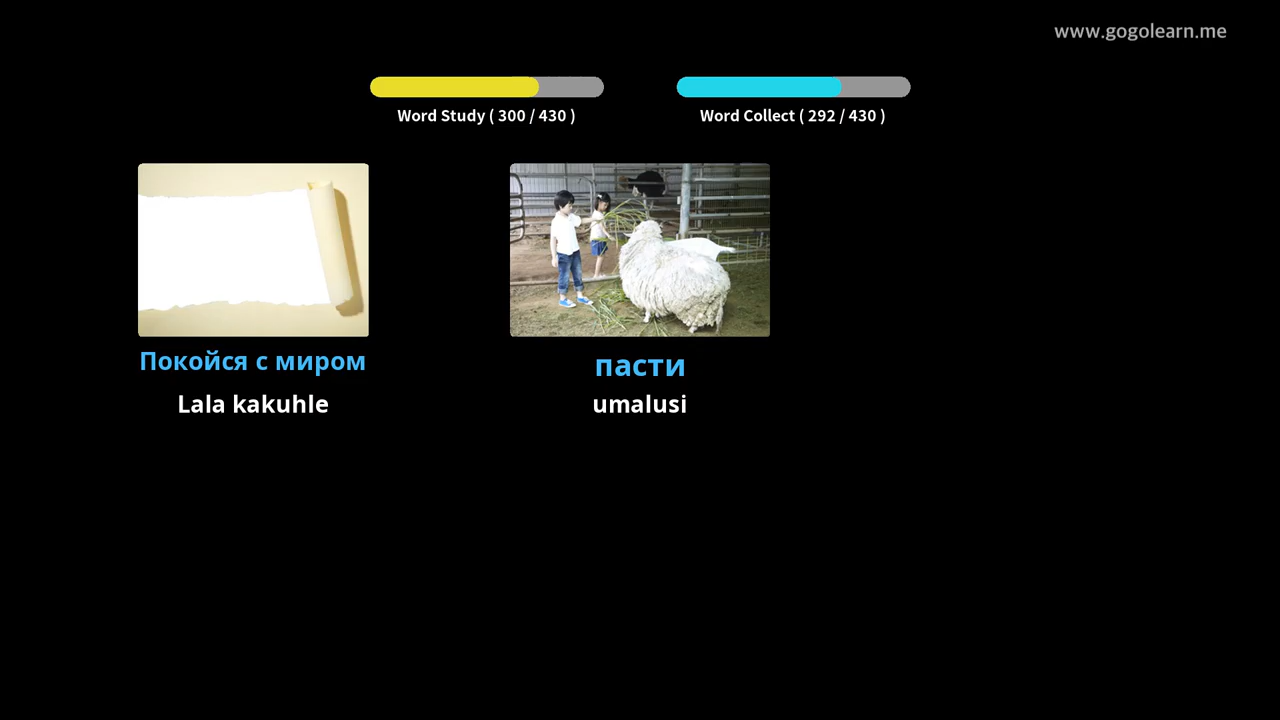 www.gogolearn.me
Word Study ( 300 / 430 )
Word Collect ( 292 / 430 )
Покойся с миром
Lala kakuhle
пасти
umalusi